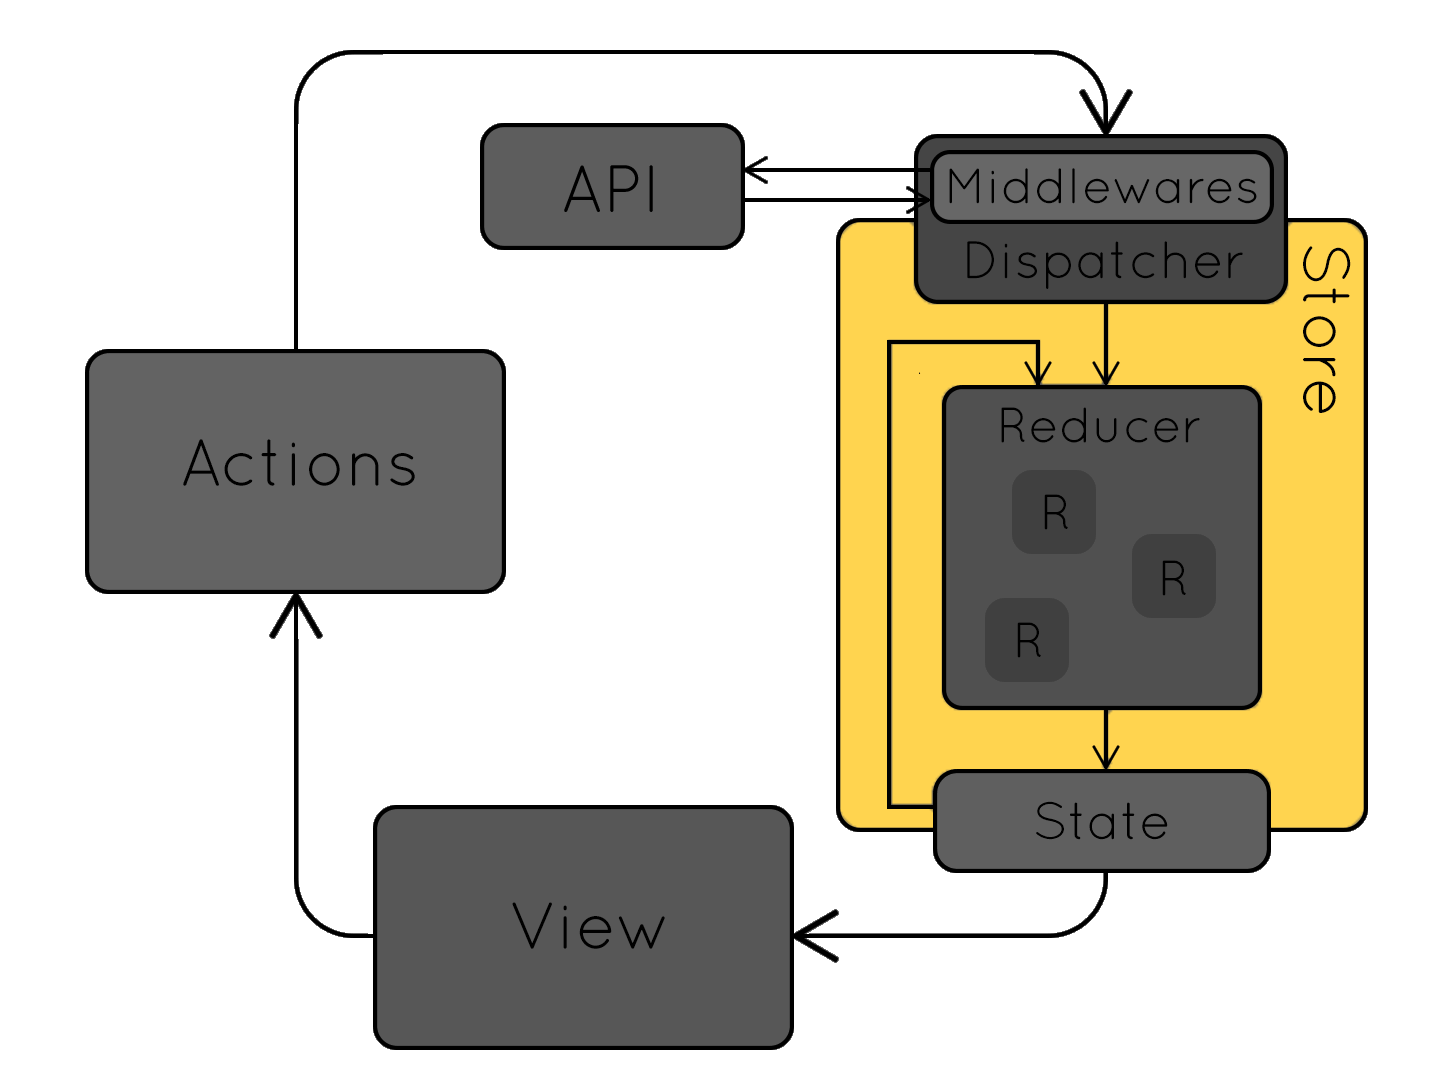 API
Middlewares
Dispatcher
Store
Actions
Reducer
R
R
R
State
View